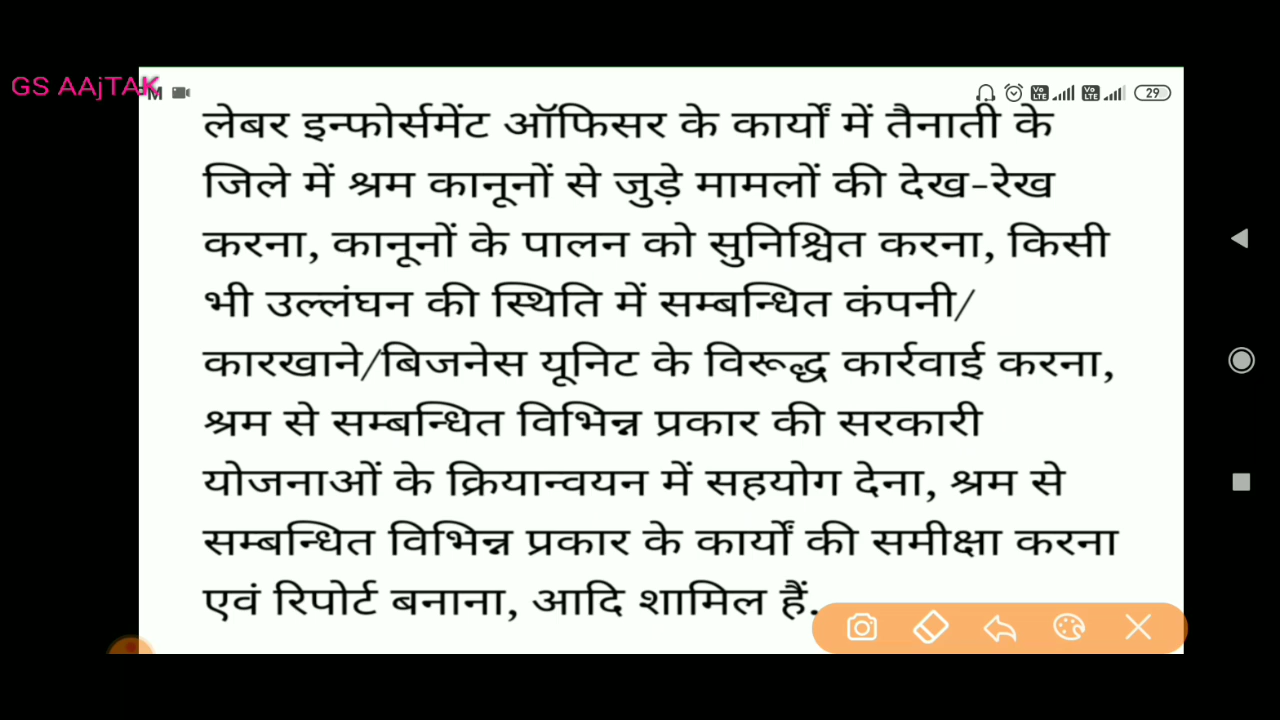 GS AAjTAK
29
लेबर इन्फोर्समेंट ऑफिसर के कार्यों में तैनाती के
जिले में श्रम कानूनों से जुड़े मामलों की देख-रेख
करना, कानूनों के पालन को सुनिश्चित करना, किसी
भी उल्लंघन की स्थिति में सम्बन्धित कंपनी/
कारखाने/बिजनेस यूनिट के विरूद्ध कार्रवाई करना,
श्रम से सम्बन्धित विभिन्न प्रकार की सरकारी
योजनाओं के क्रियान्वयन में सहयोग देना, श्रम से
सम्बन्धित विभिन्न प्रकार के कार्यों की समीक्षा करना
एवं रिपोर्ट बनाना, आदि शामिल हैं.